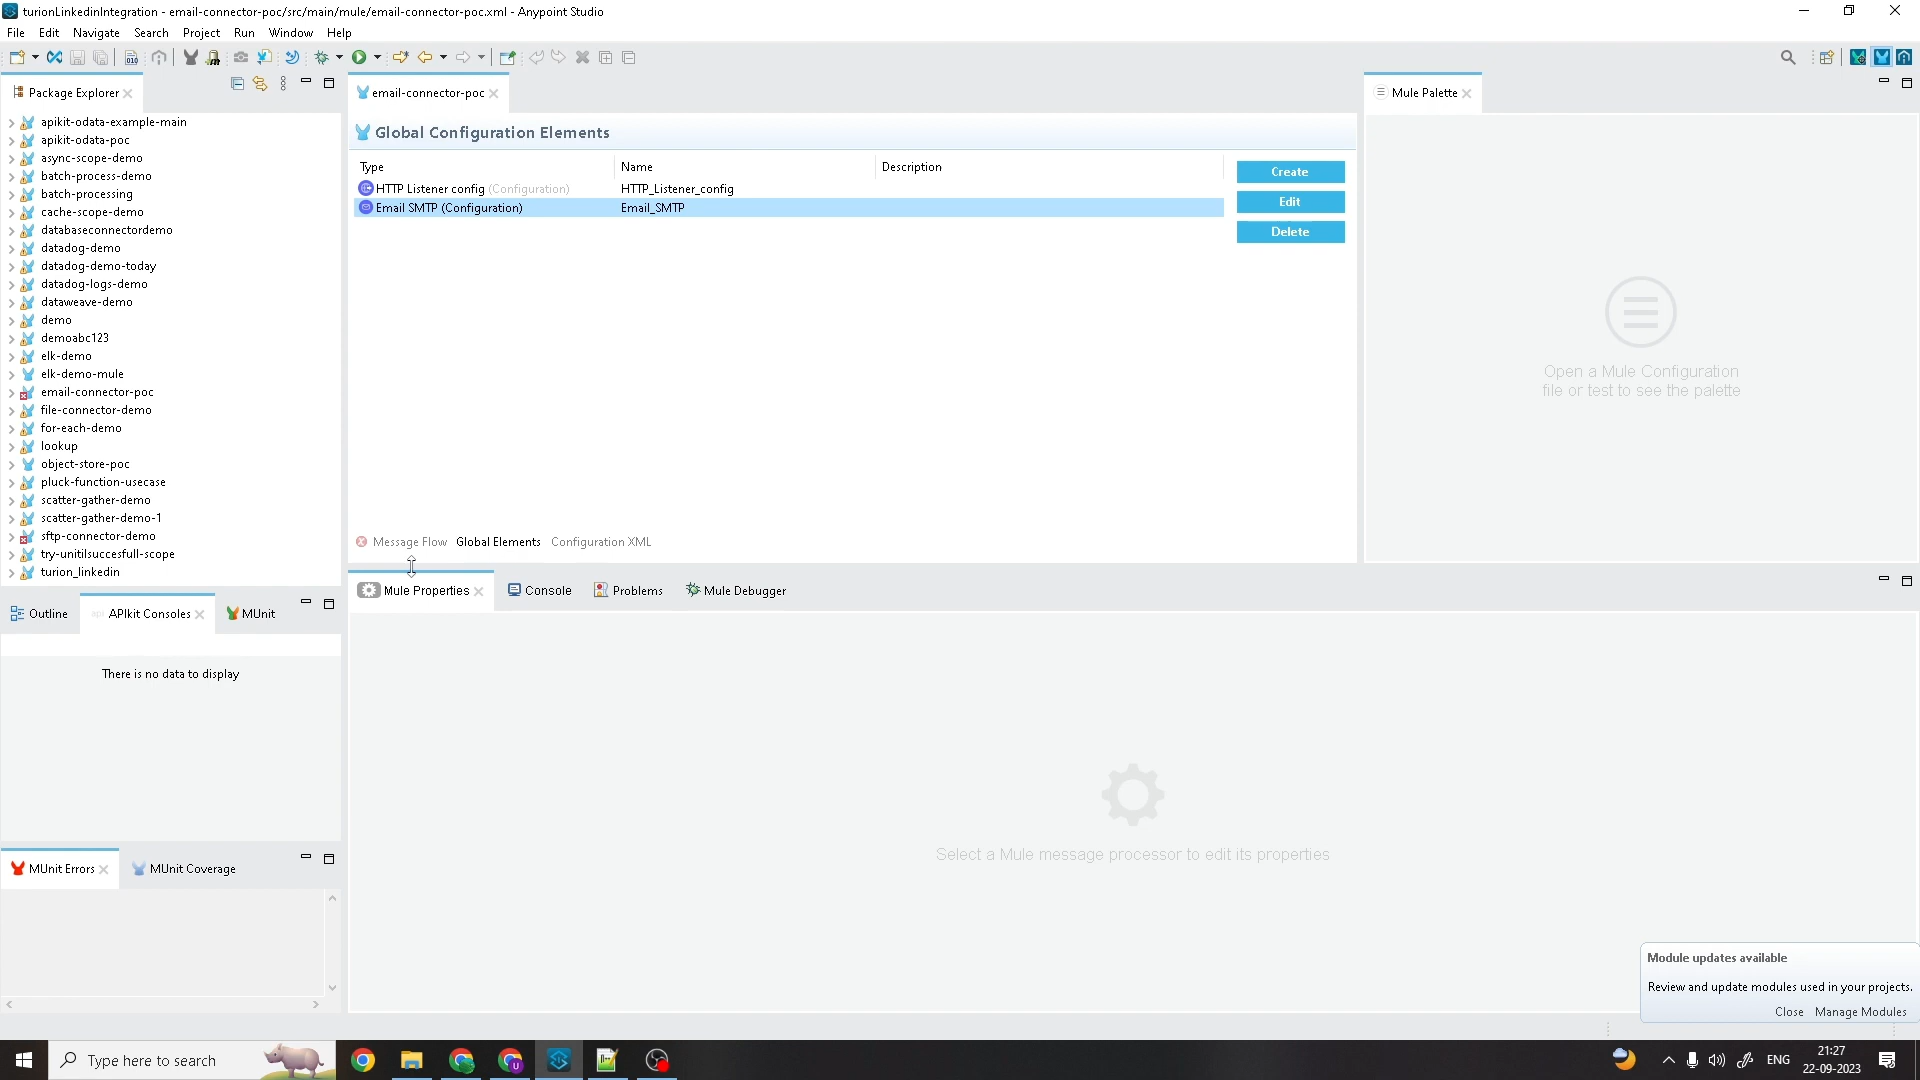 turionLinkedinIntegration - email-connector-poc/src/main/mule/email-connector-poc.xml - Anypoint Studio
File Edit Navigate Search Project Run Window Help
Package Explorer
apikit-odata-example-main
apikit-odata-poc
async-scope-demo
batch-process-demo
batch-processing
cache-scope-demo
databaseconnectordemo
datadog-demo
datadog-demo-today
datadog-logs-demo
dataweave-demo
demo
demoabc123
elk-demo
elk-demo-mule
email-connector-poc
file-connector-demo
for-each-demo
lookup
object-store-poc
pluck-function-usecase
scatter-gather-demo
scatter-gather-demo-1
sftp-connector-demo
try-unitilsuccesfull-scope
turion_linkedin
Outline APIkit Consoles MUnit
There is no data to display
MUnit Errors MUnit Coverage
email-connector-poc
Global Configuration Elements
Type Name Description
HTTP Listener config (Configuration) HTTP_Listener_config
Email SMTP (Configuration) Email_SMTP
Create
Edit
Delete
Message Flow Global Elements Configuration XML
Mule Palette
Open a Mule Configuration
file or test to see the palette
Mule Properties Console Problems Mule Debugger
Select a Mule message processor to edit its properties
Module updates available
Review and update modules used in your projects.
Close Manage Modules
Type here to search
ENG
21:27
22-09-2023